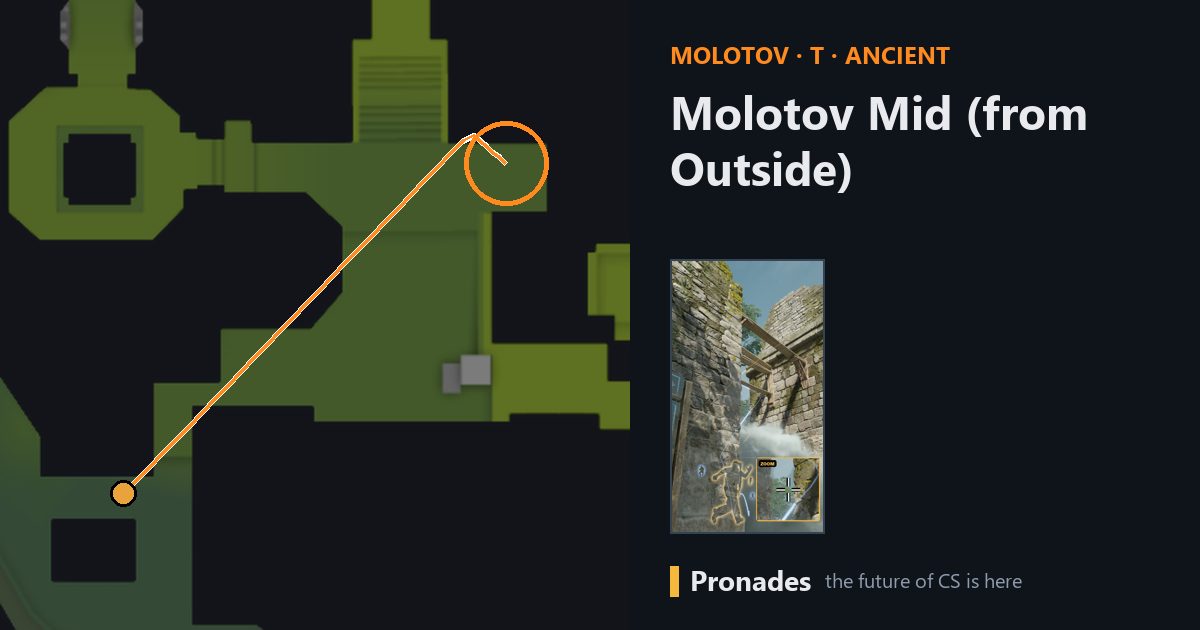 MOLOTOV · T · ANCIENT
Molotov Mid (from
Outside)
ZOOM
Pronades the future of CS is here